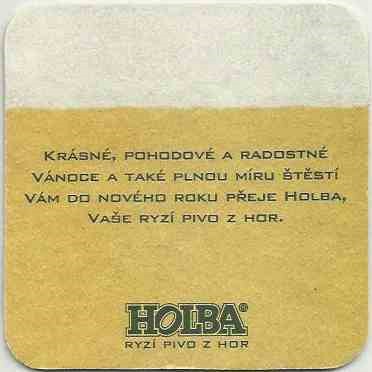 Krásné, pohodové a radostné
Vánoce a také plnou míru štěstí
Vám do nového roku přeje Holba,
Vaše ryzí pivo z hor.
HOLBA®
RYZÍ PIVO Z HOR